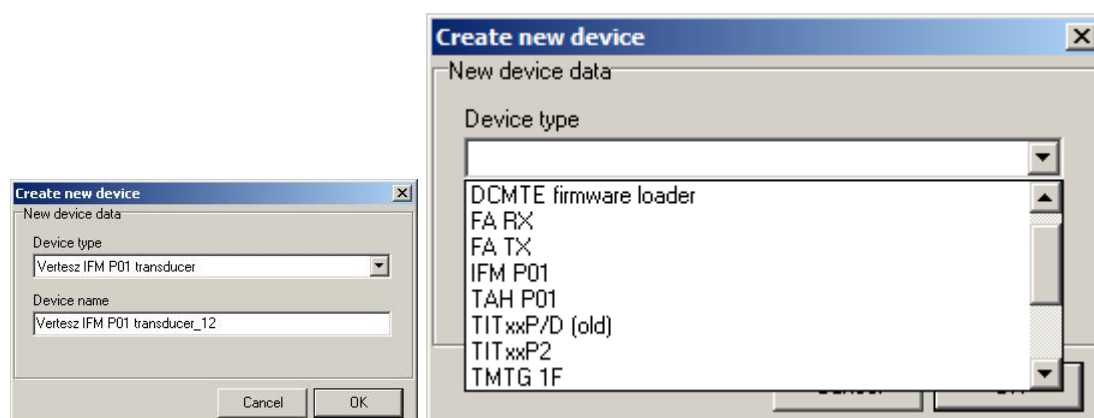 Create new device
New device data
Device type
Vertesz IFM P01 transducer
Device name
Vertesz IFM P01 transducer_12
Cancel
OK
Create new device
New device data
Device type
DCMTE firmware loader
FA RX
FA TX
IFM P01
TAH P01
TITxxP/D (old)
TITxxP2
TMTG 1F